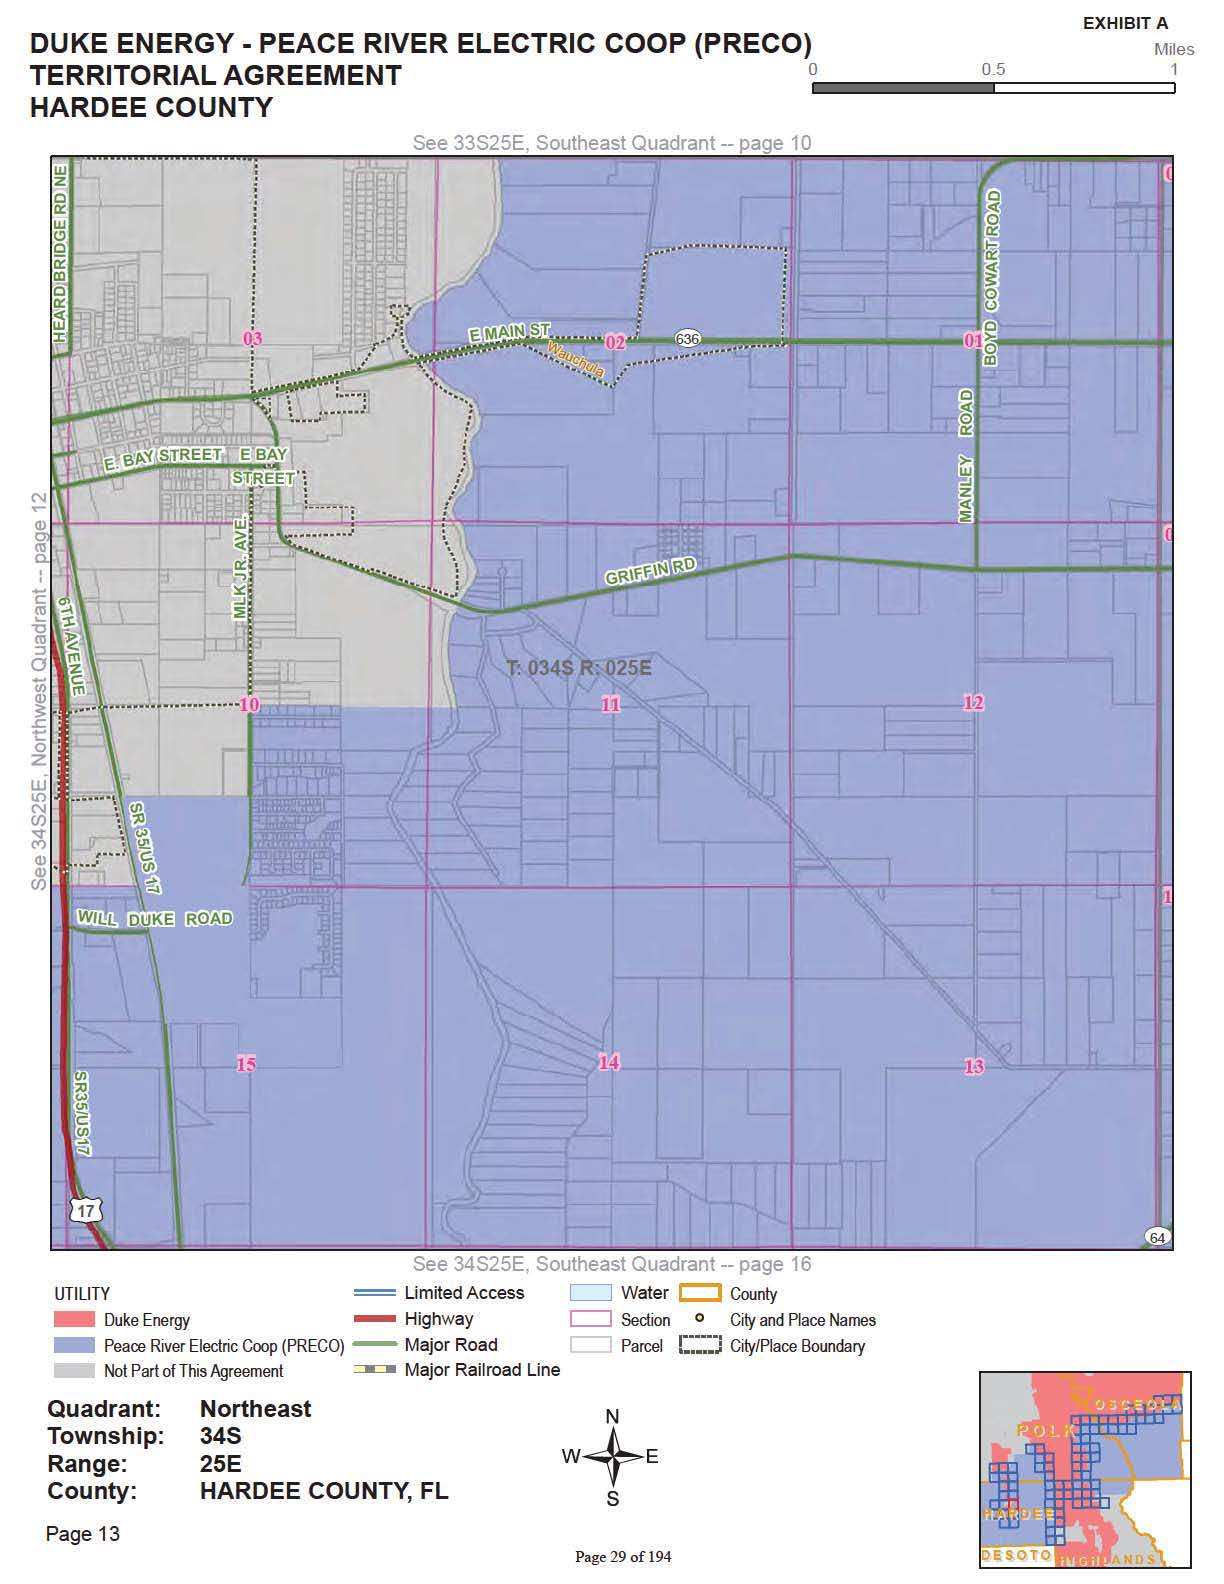 EXHIBIT A
DUKE ENERGY - PEACE RIVER ELECTRIC COOP (PRECO)
TERRITORIAL AGREEMENT
HARDEE COUNTY
Miles
0 0.5 1
See 33S25E, Southeast Quadrant -- page 10
See 34S25E, Northwest Quadrant -- page 12
HEARD BRIDGE RD NE
BOYD COWART ROAD
03
E MAIN ST
02
636
01
Wauchula
MANLEY ROAD
E. BAY STREET
E BAY
STREET
MLK JR. AVE.
GRIFFIN RD
6TH AVENUE
T: 034S R: 025E
10
11
12
SR 35/US 17
WILL DUKE ROAD
15
14
13
SR35/US17
17
64
See 34S25E, Southeast Quadrant -- page 16
UTILITY
Duke Energy
Peace River Electric Coop (PRECO)
Not Part of This Agreement
Limited Access
Highway
Major Road
Major Railroad Line
Water
Section
Parcel
County
City and Place Names
City/Place Boundary
Quadrant: Northeast
Township: 34S
Range: 25E
County: HARDEE COUNTY, FL
N
W E
S
OSCEOLA
POLK
HARDEE
DESOTO
HIGHLANDS
Page 13
Page 29 of 194